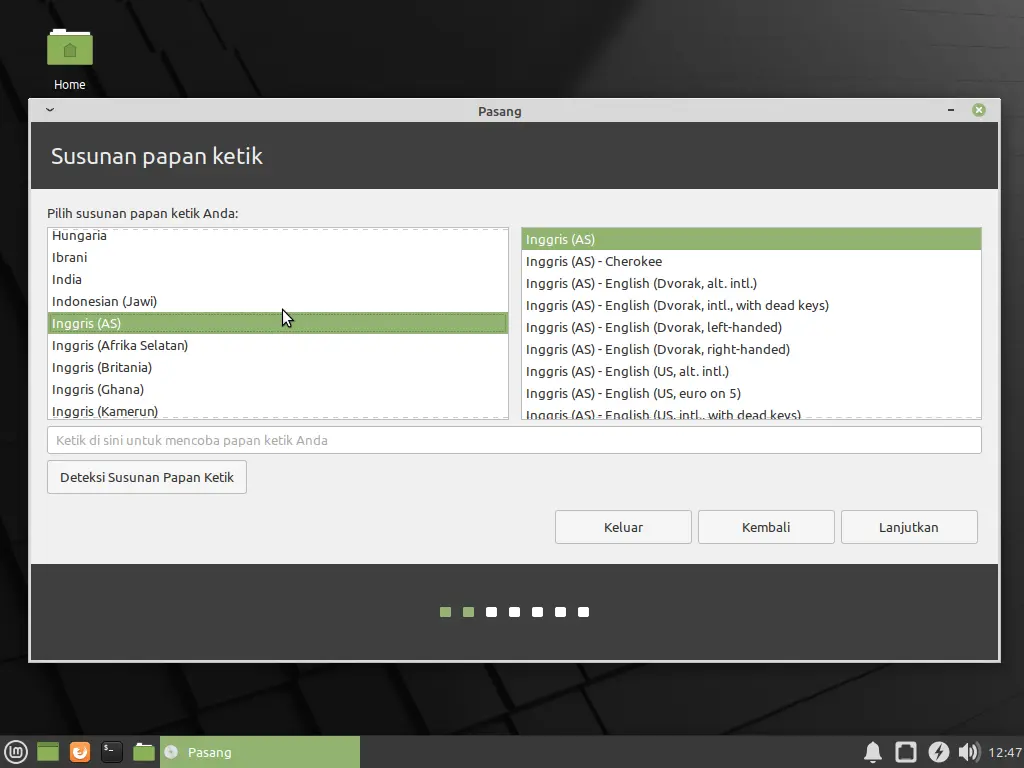 Home
Pasang
Susunan papan ketik
Pilih susunan papan ketik Anda:
Hungaria
Ibrani
India
Indonesian (Jawi)
Inggris (AS)
Inggris (Afrika Selatan)
Inggris (Britania)
Inggris (Ghana)
Inggris (Kamerun)
Inggris (AS)
Inggris (AS) - Cherokee
Inggris (AS) - English (Dvorak, alt. intl.)
Inggris (AS) - English (Dvorak, intl., with dead keys)
Inggris (AS) - English (Dvorak, left-handed)
Inggris (AS) - English (Dvorak, right-handed)
Inggris (AS) - English (US, alt. intl.)
Inggris (AS) - English (US, euro on 5)
Inggris (AS) - English (US, intl., with dead keys)
Ketik di sini untuk mencoba papan ketik Anda
Deteksi Susunan Papan Ketik
Keluar
Kembali
Lanjutkan
Pasang
12:47